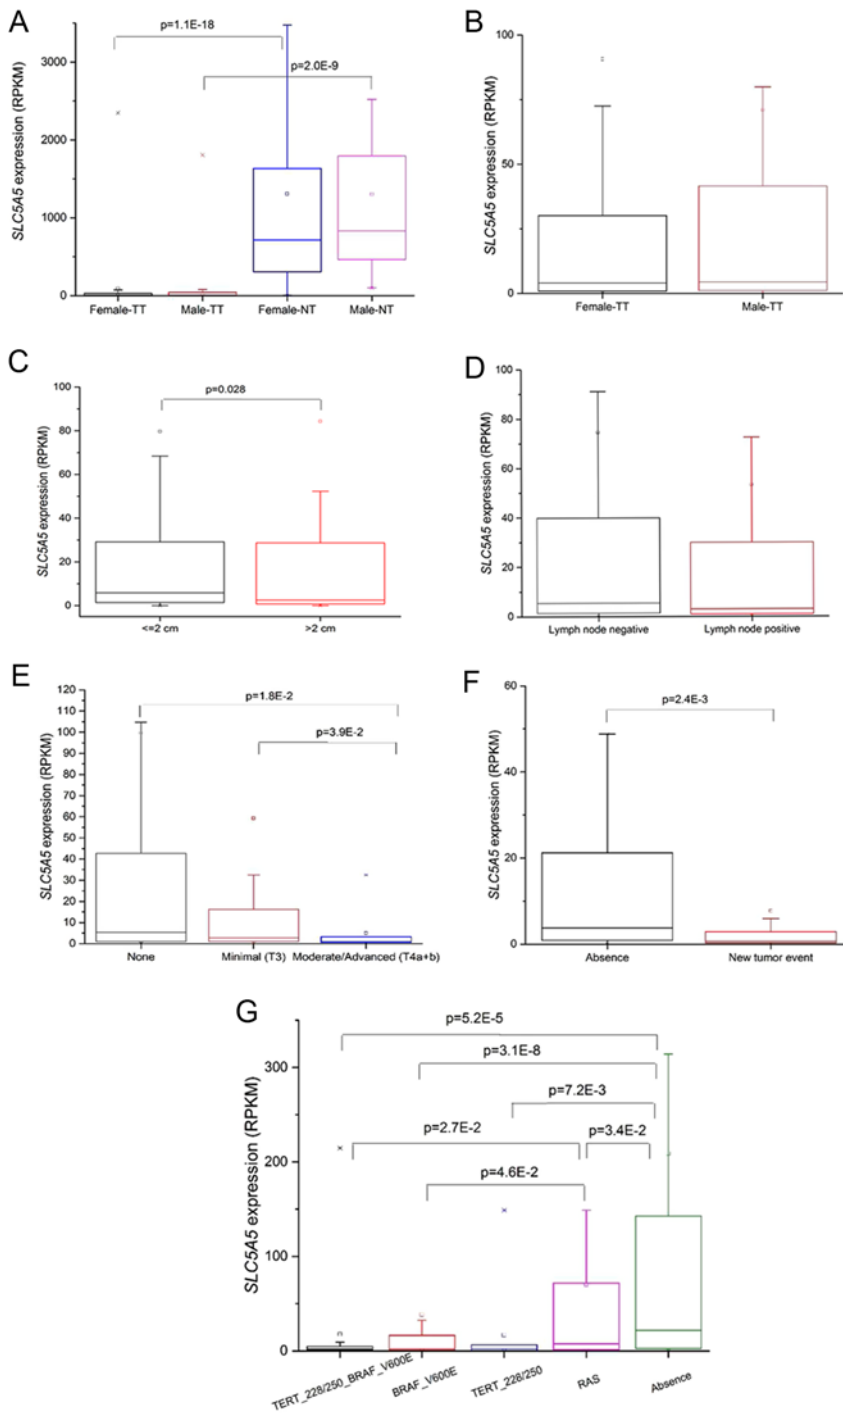 A
p=1.1E-18
p=2.0E-9
SLC5A5 expression (RPKM)
3000
2000
1000
0
Female-TT Male-TT Female-NT Male-NT
B
SLC5A5 expression (RPKM)
100
50
0
Female-TT Male-TT
C
p=0.028
SLC5A5 expression (RPKM)
100
80
60
40
20
0
<=2 cm >2 cm
D
SLC5A5 expression (RPKM)
100
80
60
40
20
0
Lymph node negative Lymph node positive
E
p=1.8E-2
p=3.9E-2
SLC5A5 expression (RPKM)
120
110
100
90
80
70
60
50
40
30
20
10
0
None Minimal (T3) Moderate/Advanced (T4a+b)
F
p=2.4E-3
SLC5A5 expression (RPKM)
60
40
20
0
Absence New tumor event
G
p=5.2E-5
p=3.1E-8
p=7.2E-3
p=2.7E-2 p=3.4E-2
p=4.6E-2
SLC5A5 expression (RPKM)
300
200
100
0
TERT_228/250_BRAF_V600E
BRAF_V600E
TERT_228/250
RAS
Absence